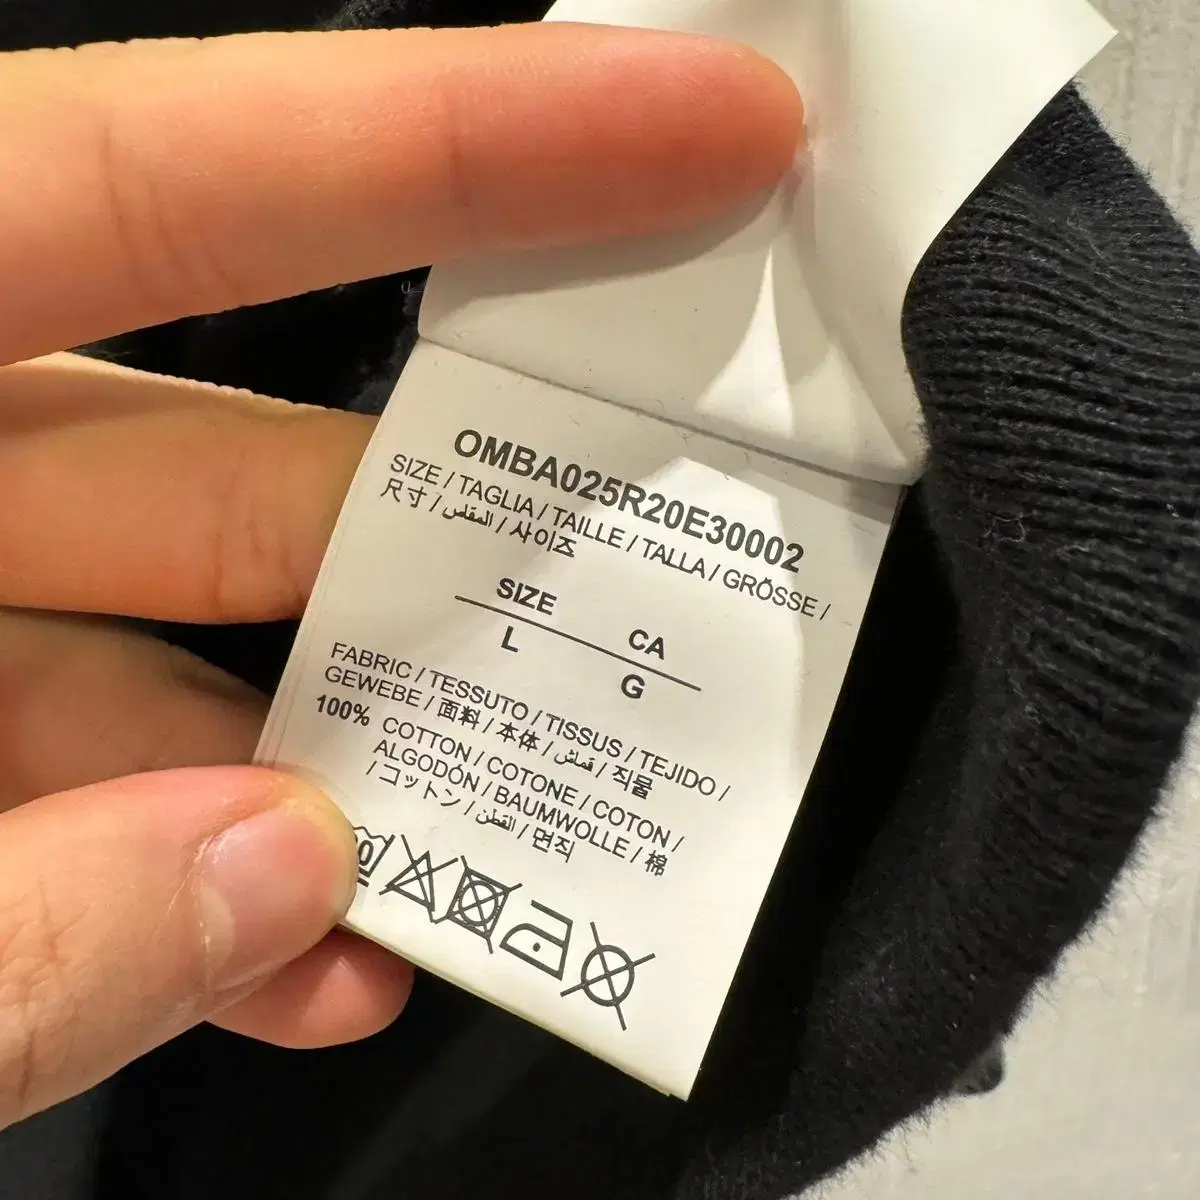 OMBA025R20E30002
SIZE / TAGLIA / TAILLE / TALLA / GRÖSSE /
尺寸 / المقاس / 사이즈
SIZE CA
L G
FABRIC / TESSUTO / TISSUS / TEJIDO /
GEWEBE / 面料 / 本体 / قماش / 직물
100% COTTON / COTONE / COTON /
ALGODÓN / BAUMWOLLE / 棉
/ コットン / القطن / 면직